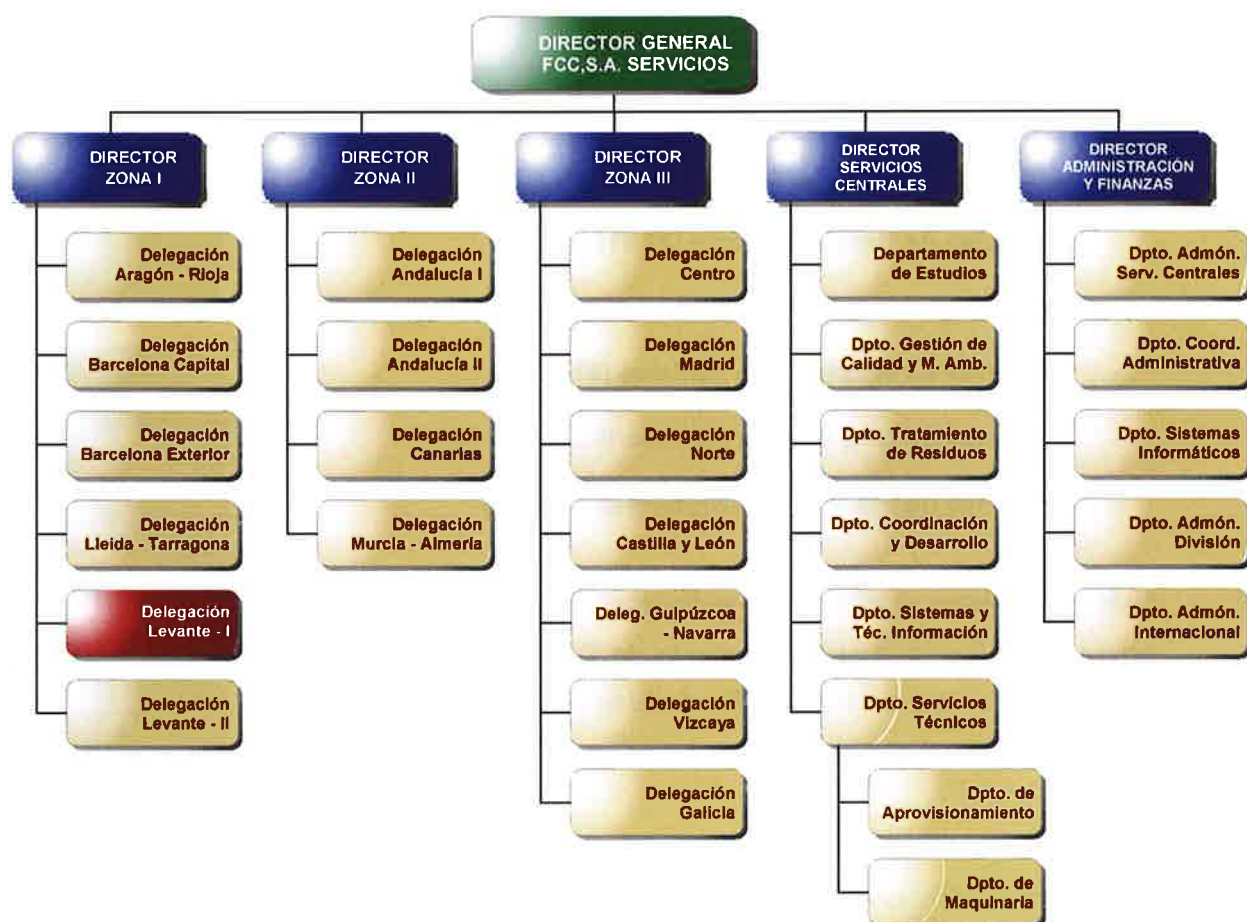 DIRECTOR GENERAL
FCC,S.A. SERVICIOS
DIRECTOR
ZONA I
Delegación
Aragón - Rioja
Delegación
Barcelona Capital
Delegación
Barcelona Exterior
Delegación
Lleida - Tarragona
Delegación
Levante - I
Delegación
Levante - II
DIRECTOR
ZONA II
Delegación
Andalucía I
Delegación
Andalucía II
Delegación
Canarias
Delegación
Murcia - Almería
DIRECTOR
ZONA III
Delegación
Centro
Delegación
Madrid
Delegación
Norte
Delegación
Castilla y León
Deleg. Guipúzcoa
- Navarra
Delegación
Vizcaya
Delegación
Galicia
DIRECTOR
SERVICIOS
CENTRALES
Departamento
de Estudios
Dpto. Gestión de
Calidad y M. Amb.
Dpto. Tratamiento
de Residuos
Dpto. Coordinación
y Desarrollo
Dpto. Sistemas y
Téc. Información
Dpto. Servicios
Técnicos
Dpto. de
Aprovisionamiento
Dpto. de
Maquinaria
DIRECTOR
ADMINISTRACIÓN
Y FINANZAS
Dpto. Admón.
Serv. Centrales
Dpto. Coord.
Administrativa
Dpto. Sistemas
Informáticos
Dpto. Admón.
División
Dpto. Admón.
Internacional